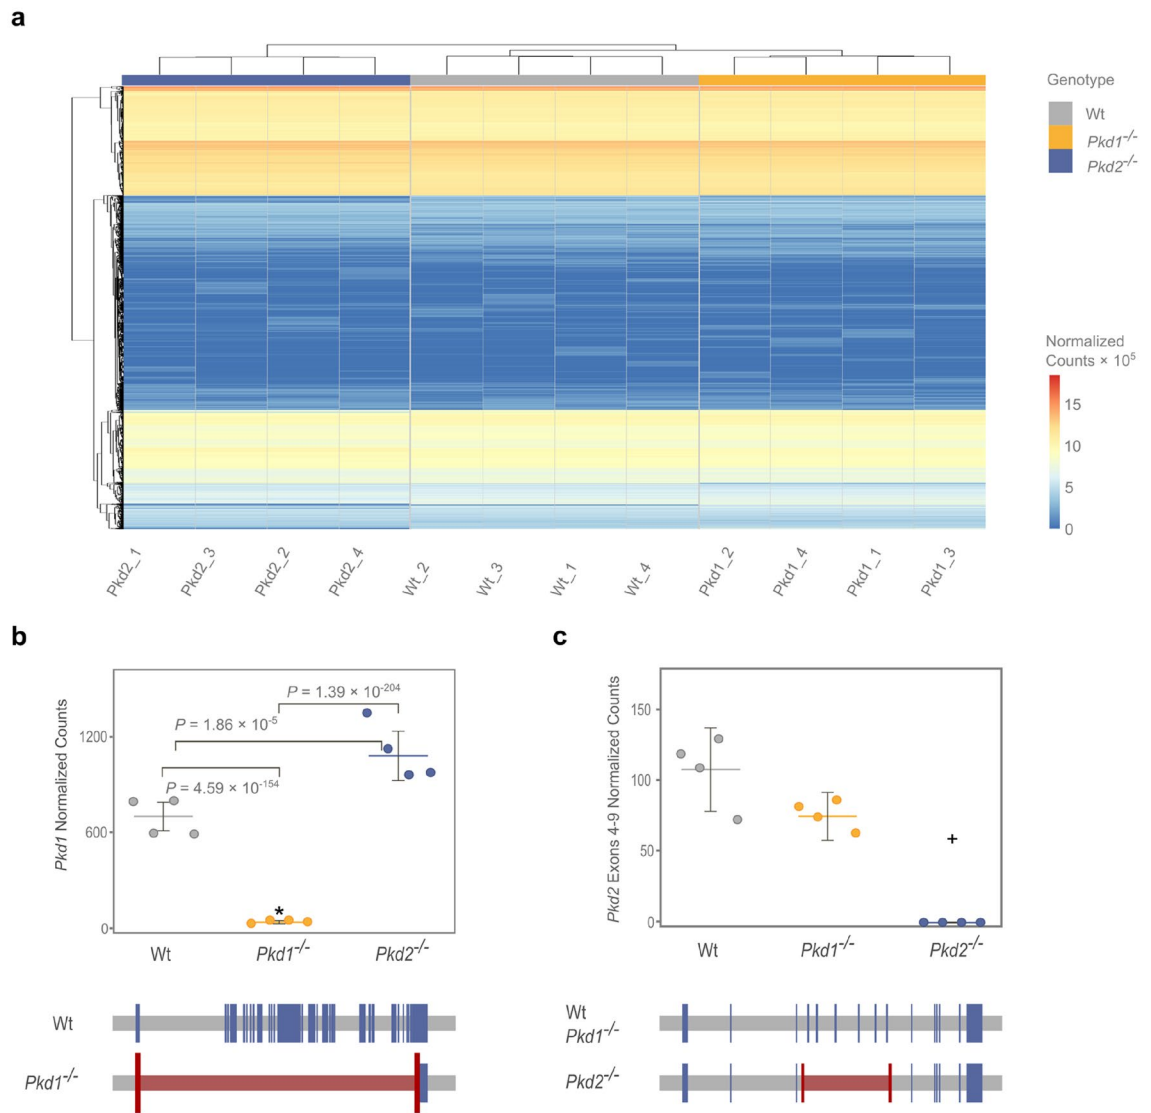 a
Genotype
Wt
Pkd1-/-
Pkd2-/-
Normalized
Counts × 10⁵
15
10
5
0
Pkd2_1
Pkd2_3
Pkd2_2
Pkd2_4
Wt_2
Wt_3
Wt_1
Wt_4
Pkd1_2
Pkd1_4
Pkd1_1
Pkd1_3
b
Pkd1 Normalized Counts
1200
600
0
P = 1.39 × 10⁻²⁰⁴
P = 1.86 × 10⁻⁵
P = 4.59 × 10⁻¹⁵⁴
*
Wt
Pkd1-/-
Pkd2-/-
Wt
Pkd1-/-
c
Pkd2 Exons 4-9 Normalized Counts
150
100
50
0
+
Wt
Pkd1-/-
Pkd2-/-
Wt
Pkd1-/-
Pkd2-/-